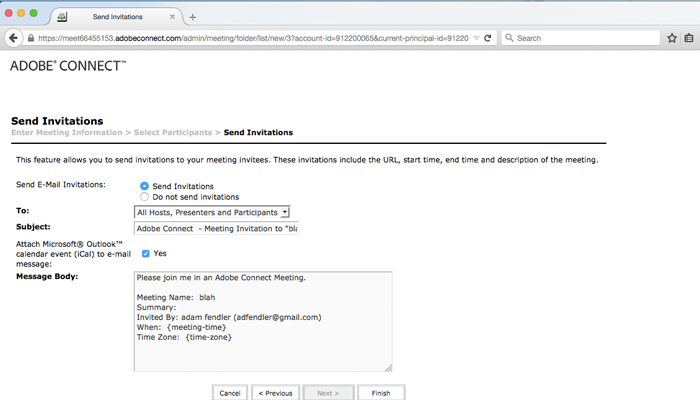 Send Invitations
https://meet66455153.adobeconnect.com/admin/meeting/folder/list/new/3?account-id=912200065&current-principal-id=91220
Search
ADOBE® CONNECT™
Send Invitations
Enter Meeting Information > Select Participants > Send Invitations
This feature allows you to send invitations to your meeting invitees. These invitations include the URL, start time, end time and description of the meeting.
Send E-Mail Invitations:
Send Invitations
Do not send invitations
To:
All Hosts, Presenters and Participants
Subject:
Adobe Connect - Meeting Invitation to "bla
Attach Microsoft® Outlook™
calendar event (iCal) to e-mail
message:
Yes
Message Body:
Please join me in an Adobe Connect Meeting.
Meeting Name: blah
Summary:
Invited By: adam fendler (adfendler@gmail.com)
When: {meeting-time}
Time Zone: {time-zone}
Cancel
< Previous
Next >
Finish